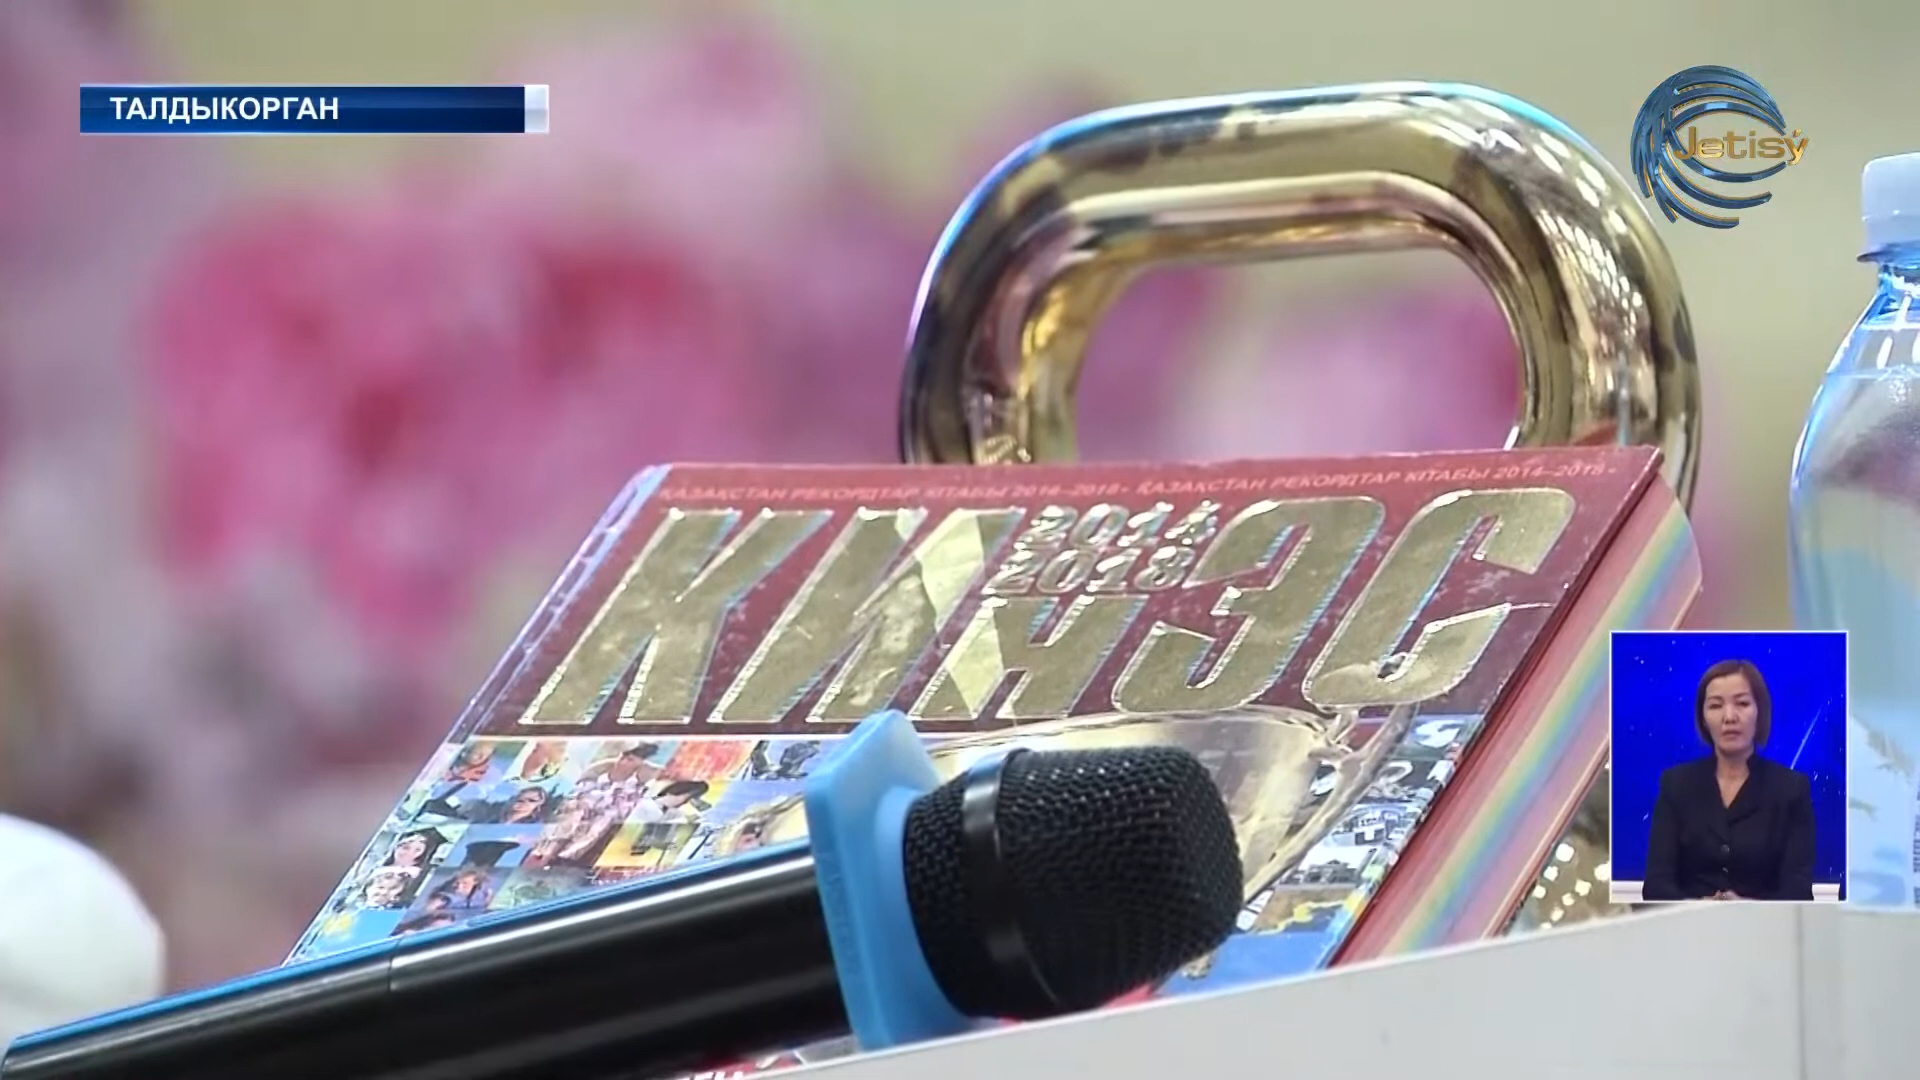 ТАЛДЫКОРГАН
Jetisý
ҚАЗАҚСТАН РЕКОРДТАР КІТАБЫ 2014–2018 • ҚАЗАҚСТАН РЕКОРДТАР КІТАБЫ 2014–2018 •
КИНЭС
2014
2018